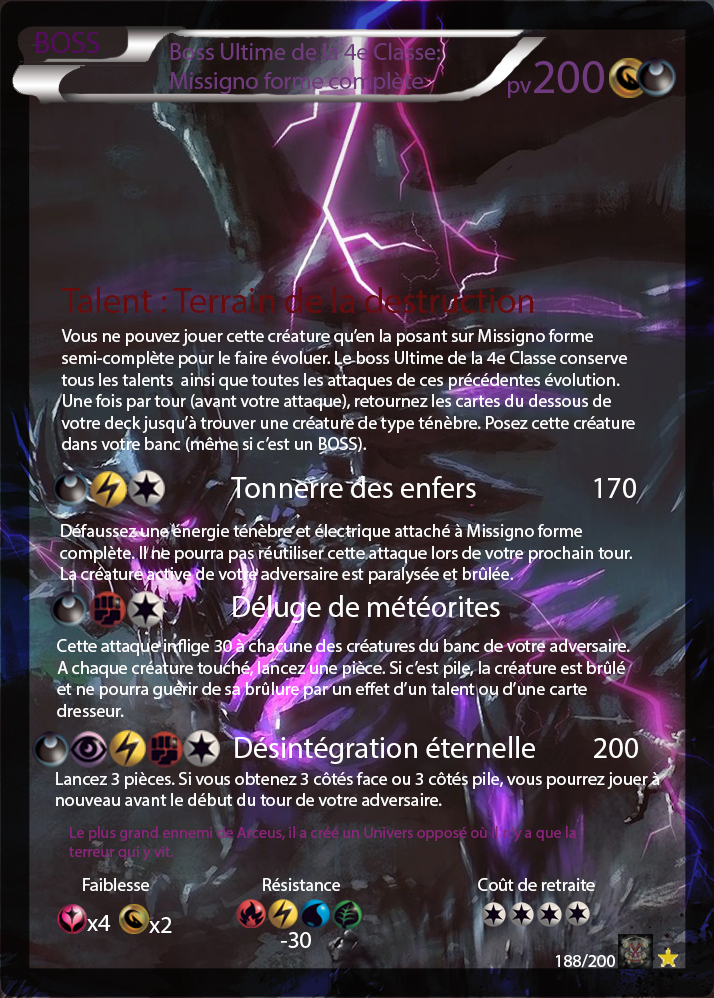 BOSS
Boss Ultime de la 4e Classe:
Missigno forme complète
pv200
Talent : Terrain de la destruction
Vous ne pouvez jouer cette créature qu'en la posant sur Missigno forme
semi-complète pour le faire évoluer. Le boss Ultime de la 4e Classe conserve
tous les talents ainsi que toutes les attaques de ces précédentes évolution.
Une fois par tour (avant votre attaque), retournez les cartes du dessous de
votre deck jusqu'à trouver une créature de type ténèbre. Posez cette créature
dans votre banc (même si c'est un BOSS).
Tonnerre des enfers 170
Défaussez une énergie ténèbre et électrique attaché à Missigno forme
complète. Il ne pourra pas réutiliser cette attaque lors de votre prochain tour.
La créature active de votre adversaire est paralysée et brûlée.
Déluge de météorites
Cette attaque inflige 30 à chacune des créatures du banc de votre adversaire.
A chaque créature touché, lancez une pièce. Si c'est pile, la créature est brûlé
et ne pourra guérir de sa brûlure par un effet d'un talent ou d'une carte
dresseur.
Désintégration éternelle 200
Lancez 3 pièces. Si vous obtenez 3 côtés face ou 3 côtés pile, vous pourrez jouer à
nouveau avant le début du tour de votre adversaire.
Le plus grand ennemi de Arceus, il a créé un Univers opposé où il n'y a que la
terreur qui y vit.
Faiblesse Résistance Coût de retraite
x4 x2
-30
188/200